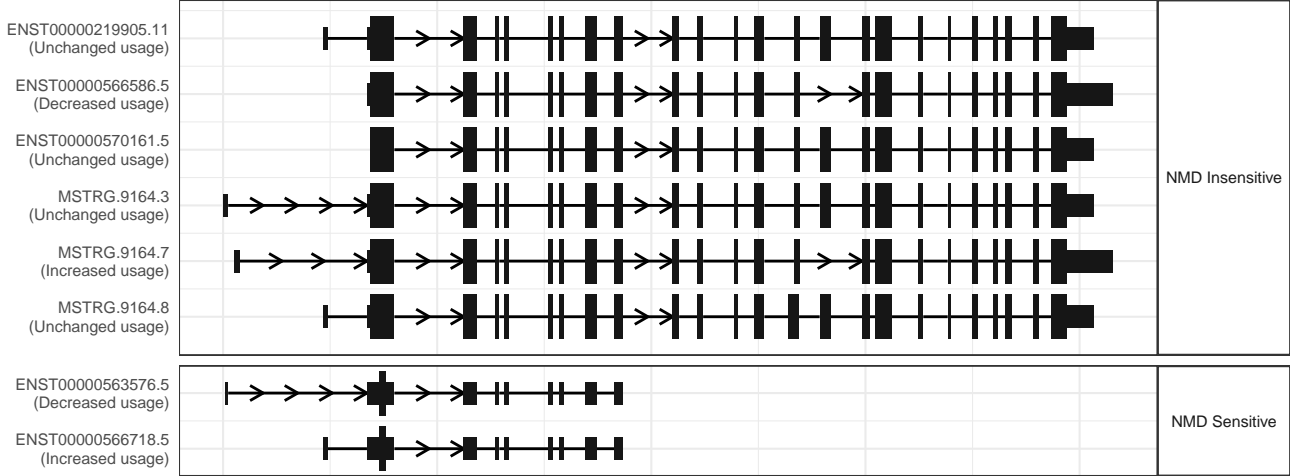 ENST00000219905.11
(Unchanged usage)
ENST00000566586.5
(Decreased usage)
ENST00000570161.5
(Unchanged usage)
MSTRG.9164.3
(Unchanged usage)
MSTRG.9164.7
(Increased usage)
MSTRG.9164.8
(Unchanged usage)
NMD Insensitive
ENST00000563576.5
(Decreased usage)
ENST00000566718.5
(Increased usage)
NMD Sensitive